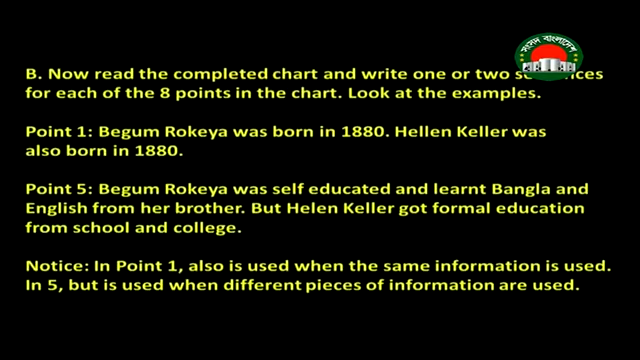 সংসদ বাংলাদেশ
B. Now read the completed chart and write one or two
for each of the 8 points in the chart. Look at the examples.
Point 1: Begum Rokeya was born in 1880. Hellen Keller was
also born in 1880.
Point 5: Begum Rokeya was self educated and learnt Bangla and
English from her brother. But Helen Keller got formal education
from school and college.
Notice: In Point 1, also is used when the same information is used.
In 5, but is used when different pieces of information are used.